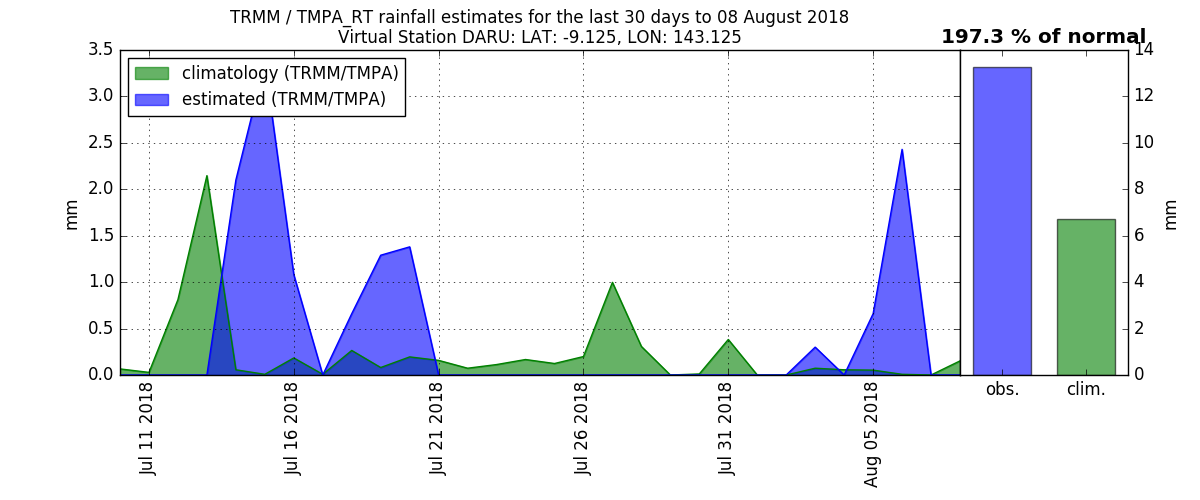 TRMM / TMPA_RT rainfall estimates for the last 30 days to 08 August 2018
Virtual Station DARU: LAT: -9.125, LON: 143.125
197.3 % of normal
climatology (TRMM/TMPA)
estimated (TRMM/TMPA)
mm
3.5
3.0
2.5
2.0
1.5
1.0
0.5
0.0
Jul 11 2018
Jul 16 2018
Jul 21 2018
Jul 26 2018
Jul 31 2018
Aug 05 2018
obs.
clim.
14
12
10
8
6
4
2
0
mm